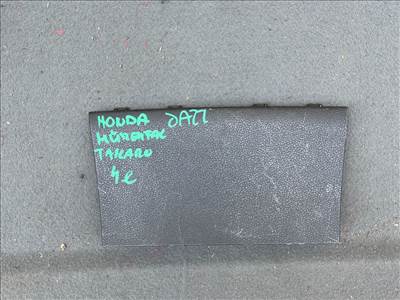 HONDA JAZZ
MŰSZERFAL
TAKARÓ
4e